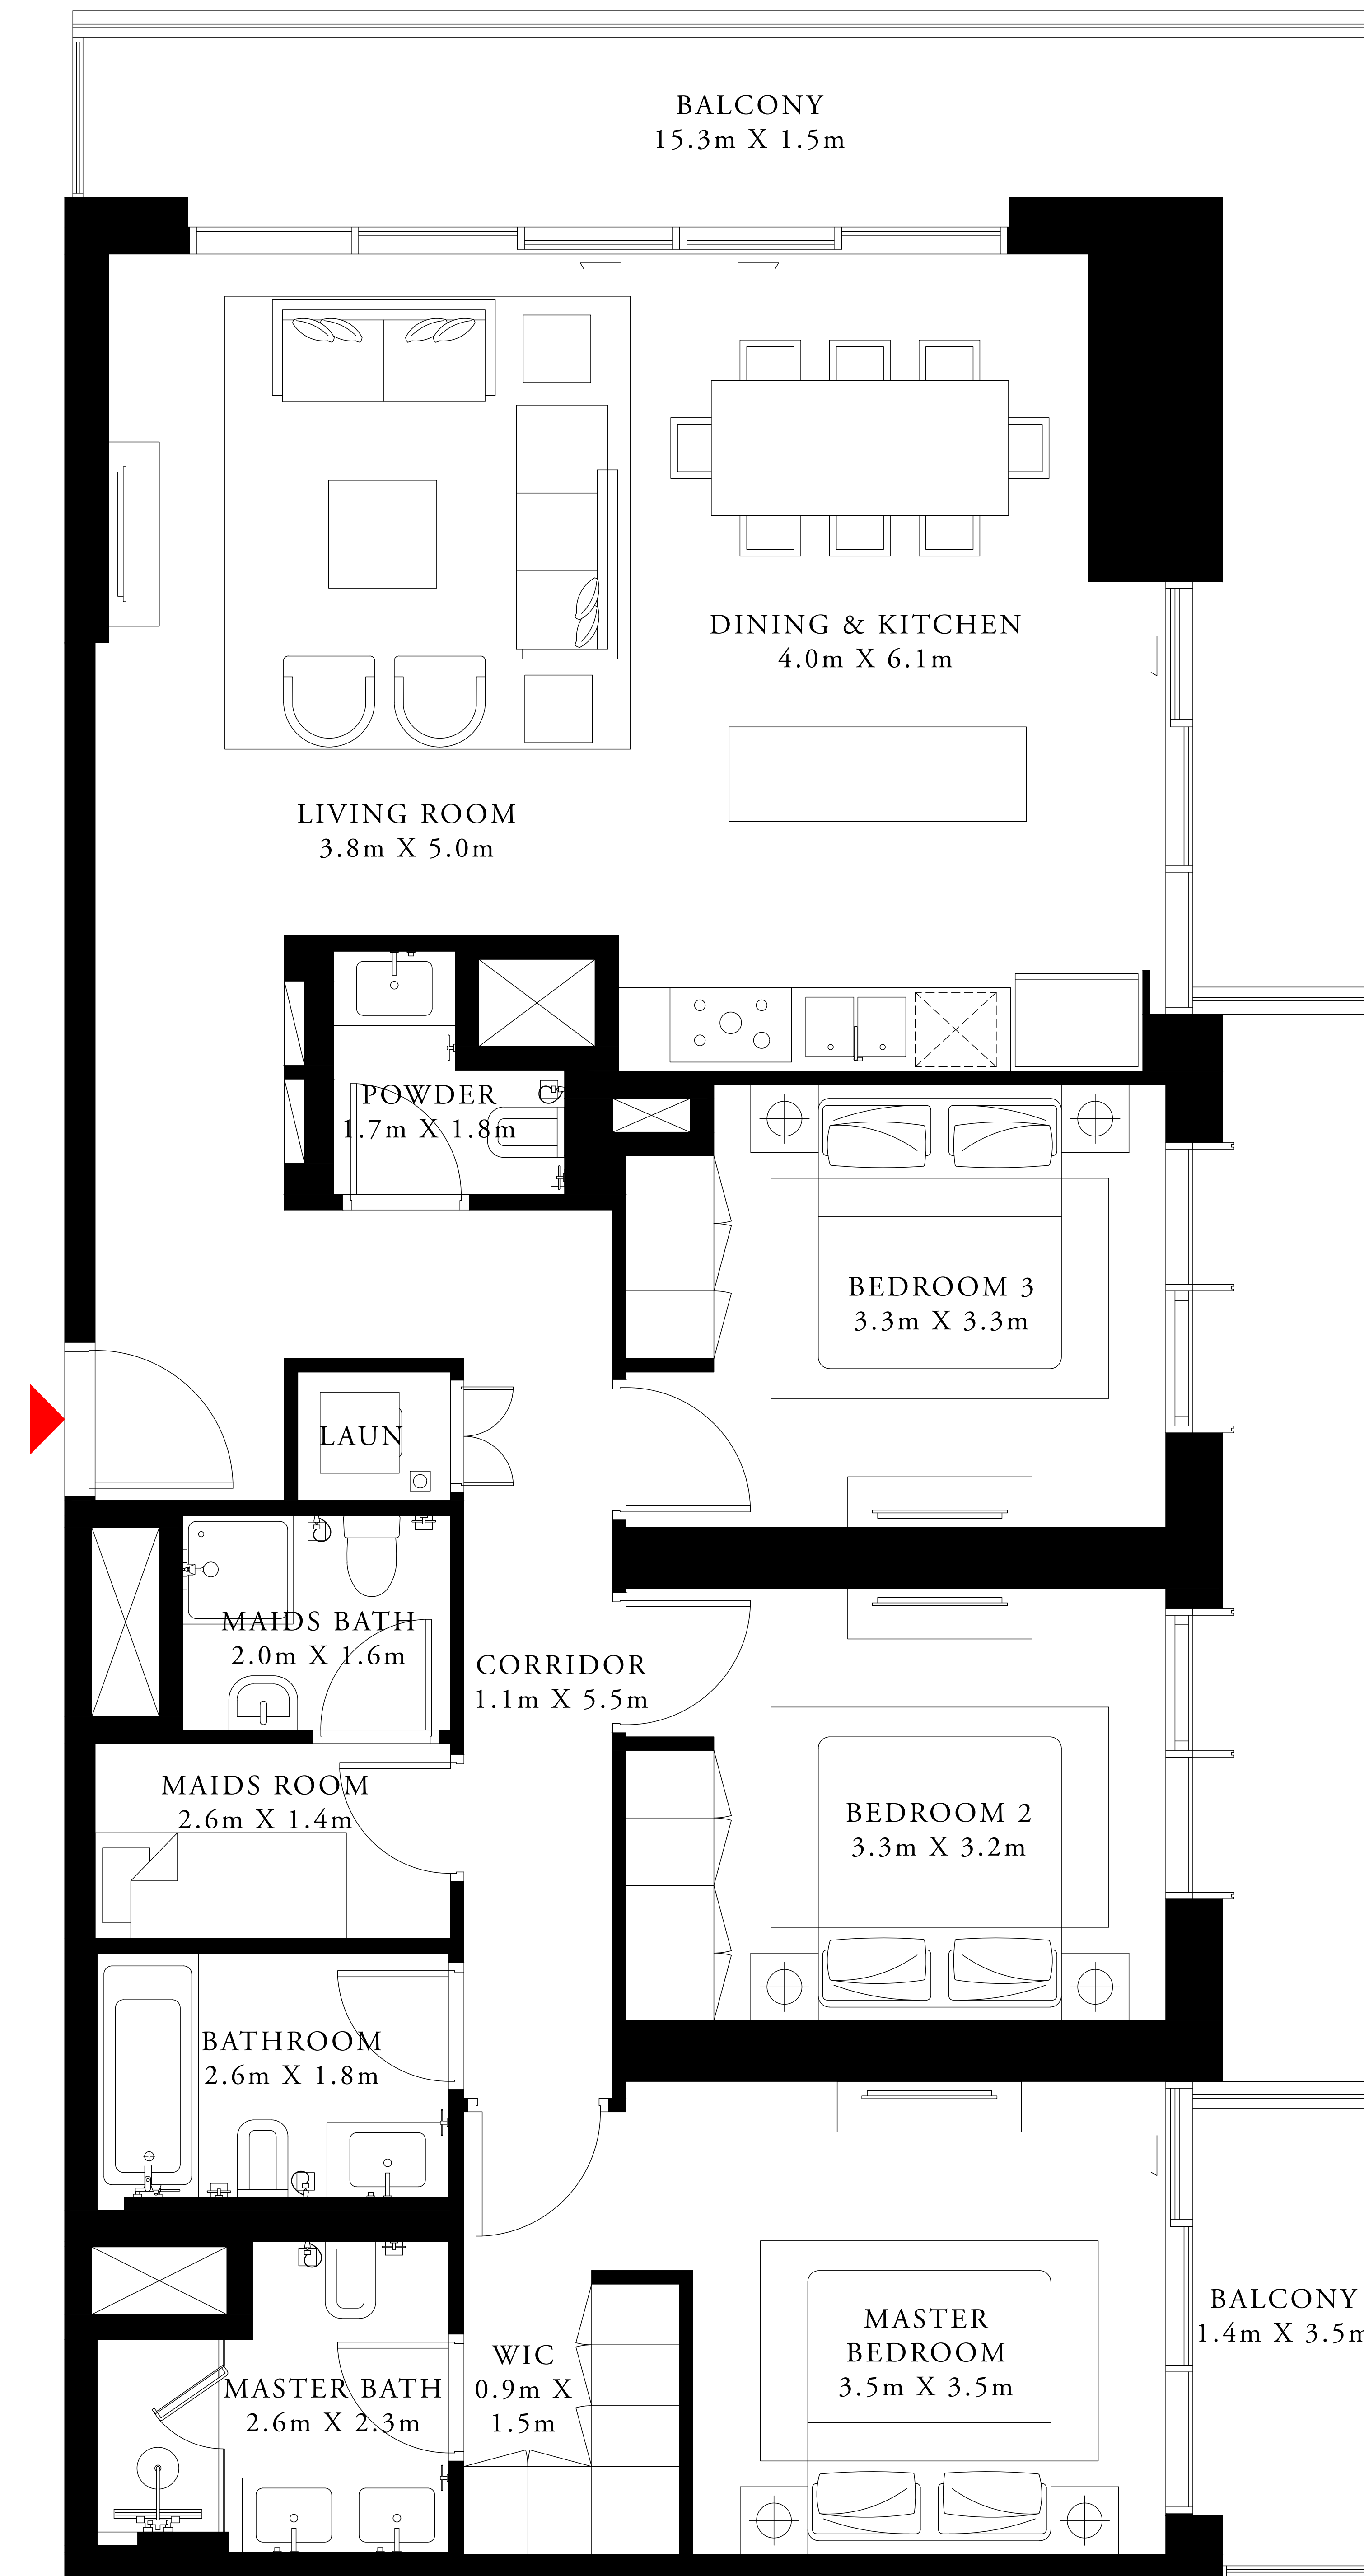 BALCONY
15.3m X 1.5m
DINING & KITCHEN
4.0m X 6.1m
LIVING ROOM
3.8m X 5.0m
POWDER
1.7m X 1.8m
BEDROOM 3
3.3m X 3.3m
LAUN
MAIDS BATH
2.0m X 1.6m
CORRIDOR
1.1m X 5.5m
MAIDS ROOM
2.6m X 1.4m
BEDROOM 2
3.3m X 3.2m
BATHROOM
2.6m X 1.8m
BALCONY
1.4m X 3.5m
MASTER
BEDROOM
3.5m X 3.5m
WIC
0.9m X
1.5m
MASTER BATH
2.6m X 2.3m